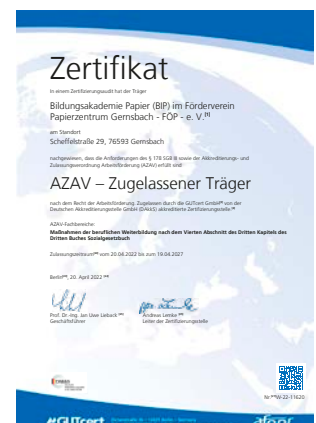 Zertifikat
In einem Zertifizierungsaudit hat der Träger
Bildungsakademie Papier (BIP) im Förderverein
Papierzentrum Gernsbach - FÖP - e. V.[1]
am Standort
Scheffelstraße 29, 76593 Gernsbach
nachgewiesen, dass die Anforderungen des § 178 SGB III sowie der Akkreditierungs- und
Zulassungsverordnung Arbeitsförderung (AZAV) erfüllt sind
AZAV – Zugelassener Träger
nach dem Recht der Arbeitsförderung. Zugelassen durch die GUTcert GmbH von der
Deutschen Akkreditierungsstelle GmbH (DAkkS) akkreditierte Zertifizierungsstelle
AZAV-Fachbereiche:
Maßnahmen der beruflichen Weiterbildung nach dem Vierten Abschnitt des Dritten Kapitels des
Dritten Buches Sozialgesetzbuch
Zulassungszeitraum vom 20.04.2022 bis zum 19.04.2027
Berlin, 20. April 2022
Prof. Dr.-Ing. Jan Uwe Lieback
Geschäftsführer
Andreas Lemke
Leiter der Zertifizierungsstelle
W-22-11620
GUTcert
afnor